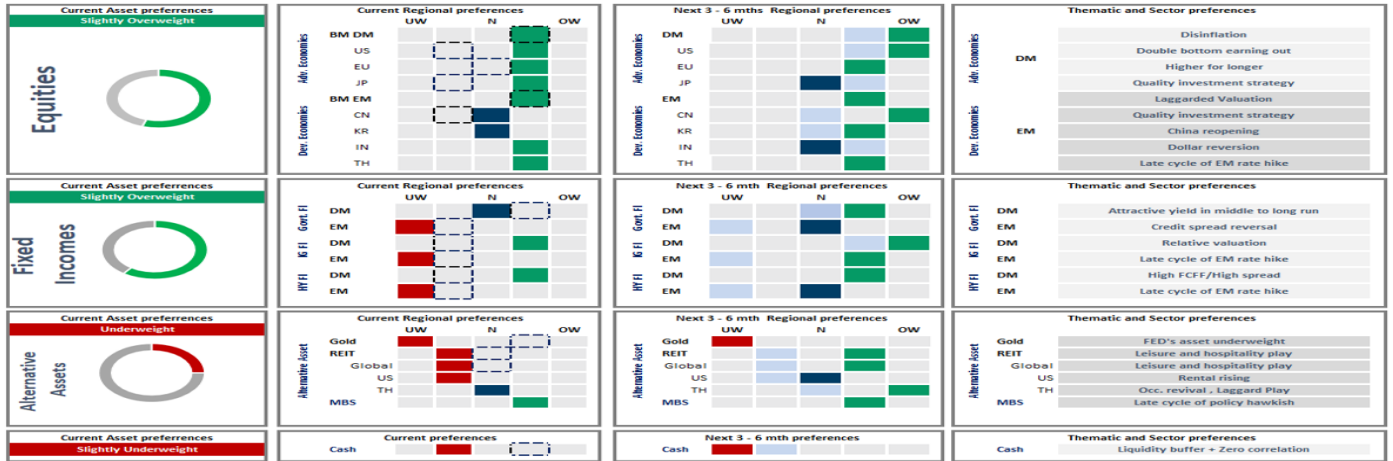 Current Asset preferrences
Slightly Overweight
Equities
Current Regional preferences
UW N OW
Adv. Economies
BM DM
US
EU
JP
Dev. Economies
BM EM
CN
KR
IN
TH
Next 3 - 6 mths Regional preferences
UW N OW
Adv. Economies
DM
US
EU
JP
Dev. Economies
EM
CN
KR
IN
TH
Thematic and Sector preferences
DM
Disinflation
Double bottom earning out
Higher for longer
Quality investment strategy
EM
Laggarded Valuation
Quality investment strategy
China reopening
Dollar reversion
Late cycle of EM rate hike
Current Asset preferrences
Slightly Overweight
Fixed
Incomes
Current Regional preferences
UW N OW
Govt. FI
DM
EM
IG FI
DM
EM
HY FI
DM
EM
Next 3 - 6 mth Regional preferences
UW N OW
Govt. FI
DM
EM
IG FI
DM
EM
HY FI
DM
EM
Thematic and Sector preferences
DM Attractive yield in middle to long run
EM Credit spread reversal
DM Relative valuation
EM Late cycle of EM rate hike
DM High FCFF/High spread
EM Late cycle of EM rate hike
Current Asset preferrences
Underweight
Alternative
Assets
Current Regional preferences
UW N OW
Alternative Asset
Gold
REIT
Global
US
TH
MBS
Next 3 - 6 mth Regional preferences
UW N OW
Alternative Asset
Gold
REIT
Global
US
TH
MBS
Thematic and Sector preferences
Gold FED's asset underweight
REIT Leisure and hospitality play
Global Leisure and hospitality play
US Rental rising
TH Occ. revival , Laggard Play
MBS Late cycle of policy hawkish
Current Asset preferrences
Slightly Underweight
Current preferences
Cash
Next 3 - 6 mth preferences
Cash
Thematic and Sector preferences
Cash Liquidity buffer + Zero correlation